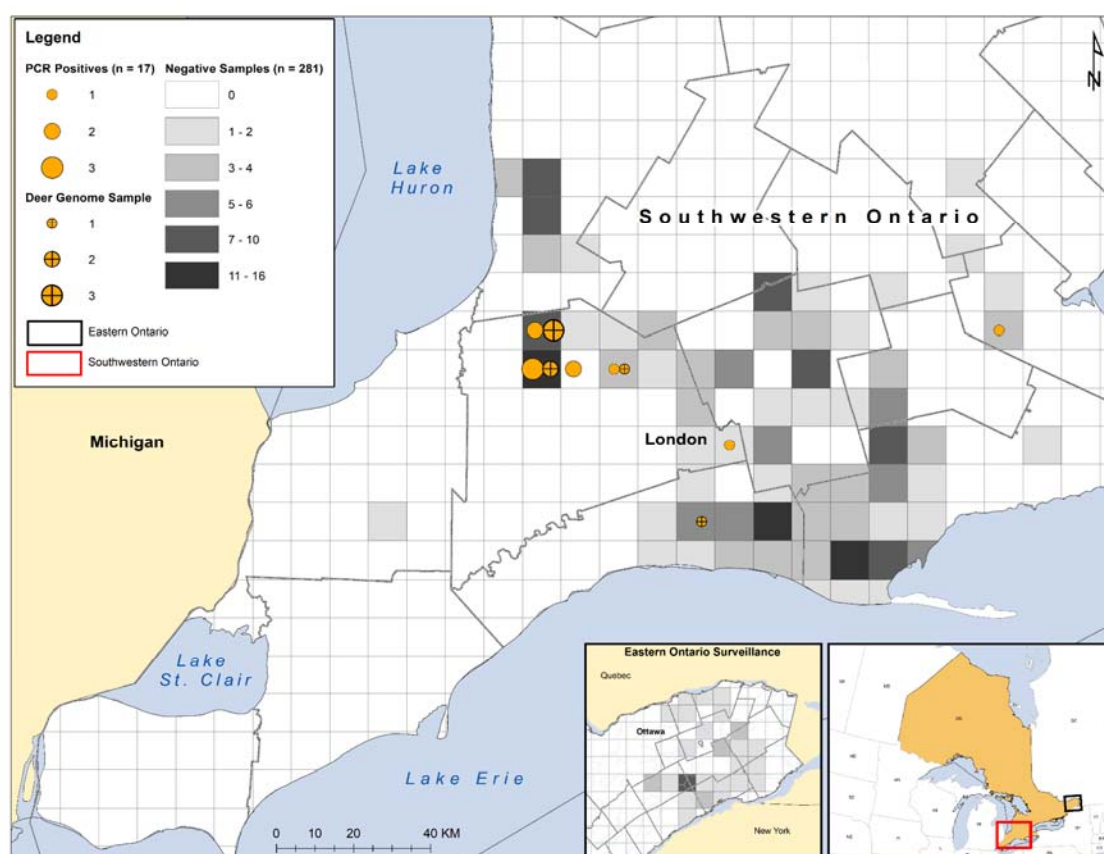 Legend
PCR Positives (n = 17)
1
2
3
Deer Genome Sample
1
2
3
Eastern Ontario
Southwestern Ontario
Negative Samples (n = 281)
0
1 - 2
3 - 4
5 - 6
7 - 10
11 - 16
N
Lake
Huron
Southwestern Ontario
Michigan
London
Lake
St. Clair
Lake Erie
0 10 20 40 KM
Eastern Ontario Surveillance
Quebec
Ottawa
New York